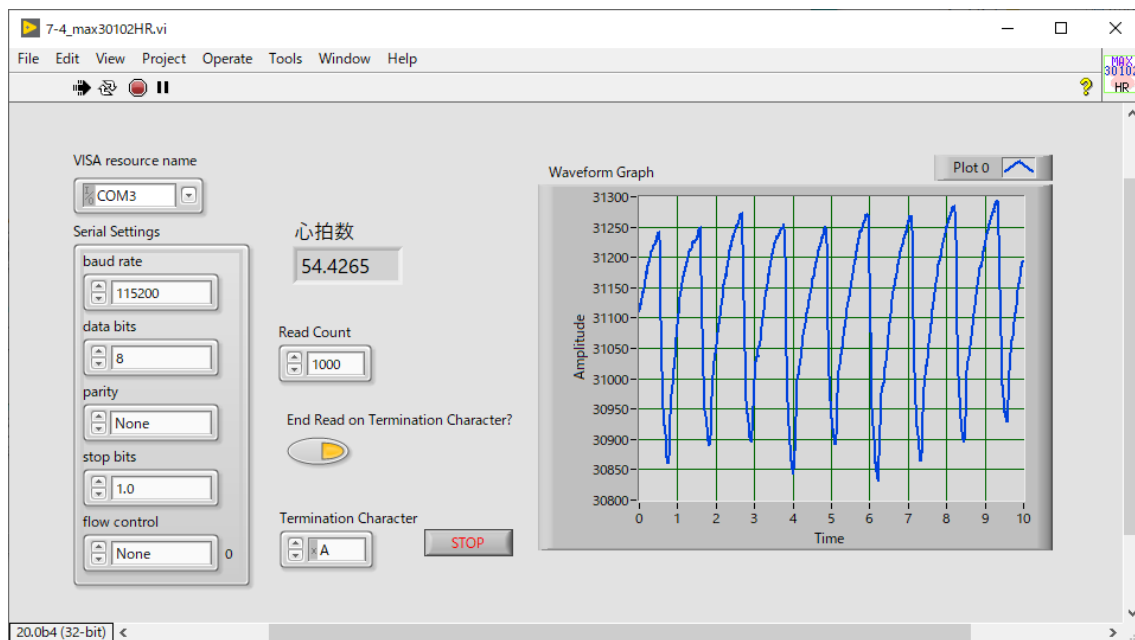 7-4_max30102HR.vi
File Edit View Project Operate Tools Window Help
MAX
30102
HR
VISA resource name
I/O COM3
Serial Settings
baud rate
115200
data bits
8
parity
None
stop bits
1.0
flow control
None 0
心拍数
54.4265
Read Count
1000
End Read on Termination Character?
Termination Character
x A
STOP
Waveform Graph
Plot 0
Amplitude
31300
31250
31200
31150
31100
31050
31000
30950
30900
30850
30800
0 1 2 3 4 5 6 7 8 9 10
Time
20.0b4 (32-bit)